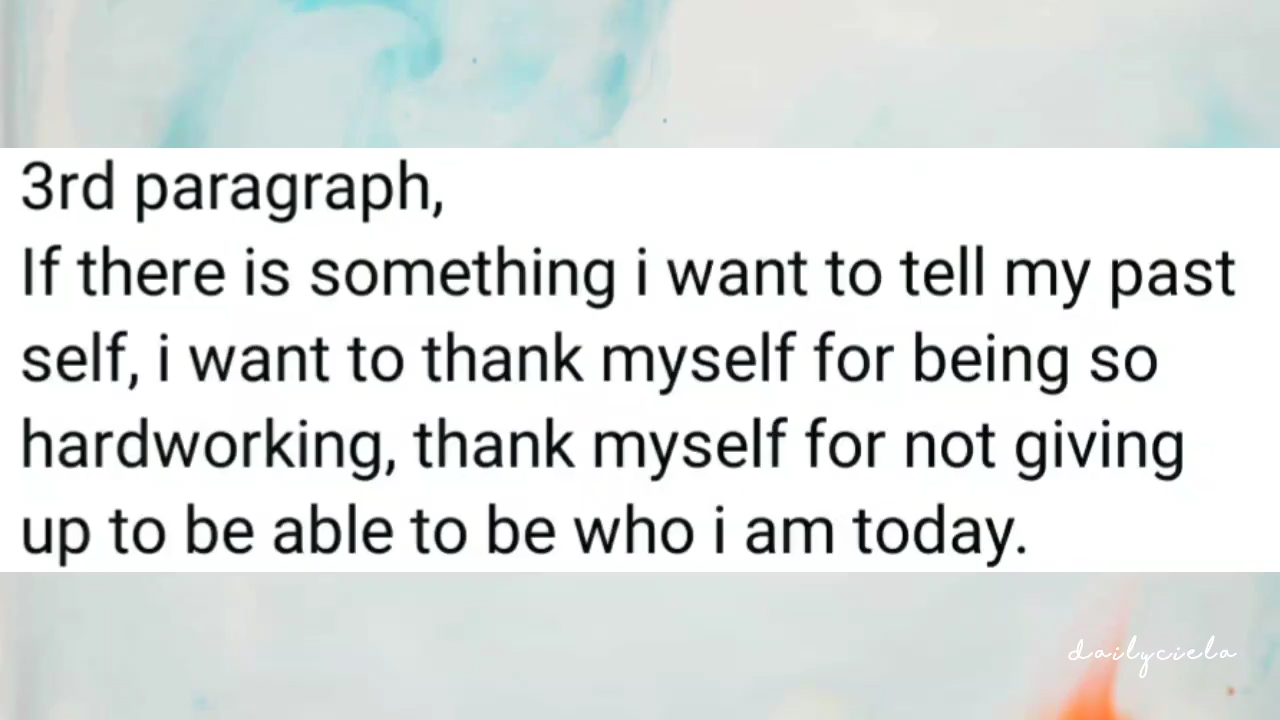 3rd paragraph,
If there is something i want to tell my past
self, i want to thank myself for being so
hardworking, thank myself for not giving
up to be able to be who i am today.
dailyciela